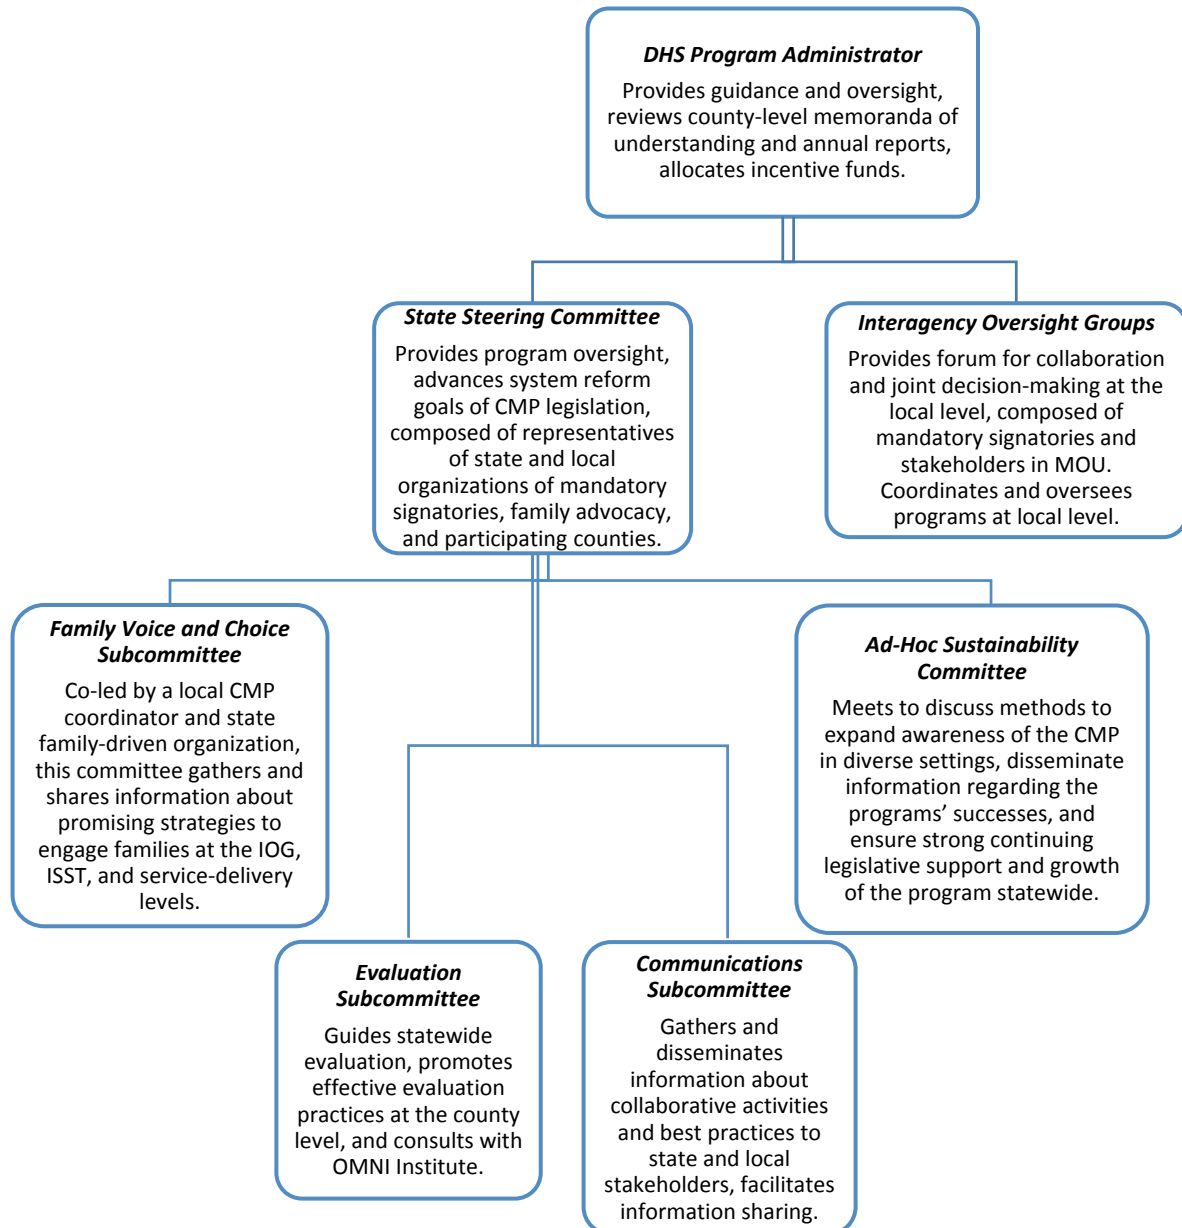 DHS Program Administrator
Provides guidance and oversight,
reviews county-level memoranda of
understanding and annual reports,
allocates incentive funds.
State Steering Committee
Provides program oversight,
advances system reform
goals of CMP legislation,
composed of representatives
of state and local
organizations of mandatory
signatories, family advocacy,
and participating counties.
Interagency Oversight Groups
Provides forum for collaboration
and joint decision-making at the
local level, composed of
mandatory signatories and
stakeholders in MOU.
Coordinates and oversees
programs at local level.
Family Voice and Choice
Subcommittee
Co-led by a local CMP
coordinator and state
family-driven organization,
this committee gathers and
shares information about
promising strategies to
engage families at the IOG,
ISST, and service-delivery
levels.
Ad-Hoc Sustainability
Committee
Meets to discuss methods to
expand awareness of the CMP
in diverse settings, disseminate
information regarding the
programs’ successes, and
ensure strong continuing
legislative support and growth
of the program statewide.
Evaluation
Subcommittee
Guides statewide
evaluation, promotes
effective evaluation
practices at the county
level, and consults with
OMNI Institute.
Communications
Subcommittee
Gathers and
disseminates
information about
collaborative activities
and best practices to
state and local
stakeholders, facilitates
information sharing.